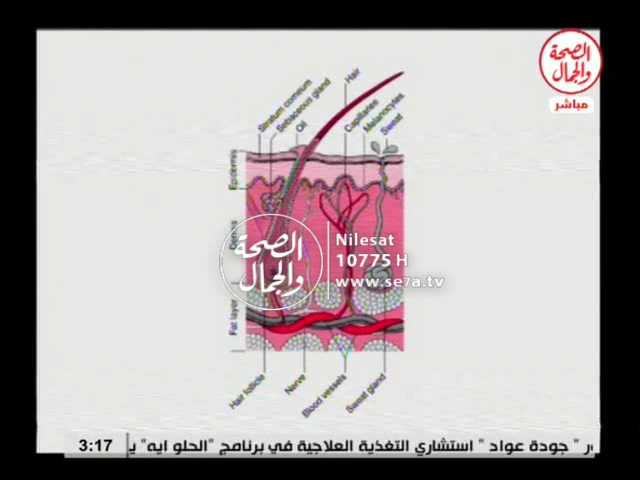 الصحة
والجمال
مباشر
Hair
Stratum corneum
Sebaceous gland
Oil
Capillaries
Melanocytes
Sweat
Epidermis
Dermis
Fat layer
الصحة
والجمال
Nilesat
10775 H
www.se7a.tv
Hair follicle
Nerve
Blood vessels
Sweat gland
3:17
ور " جودة عواد " استشاري التغذية العلاجية في برنامج "الحلو ايه" ي